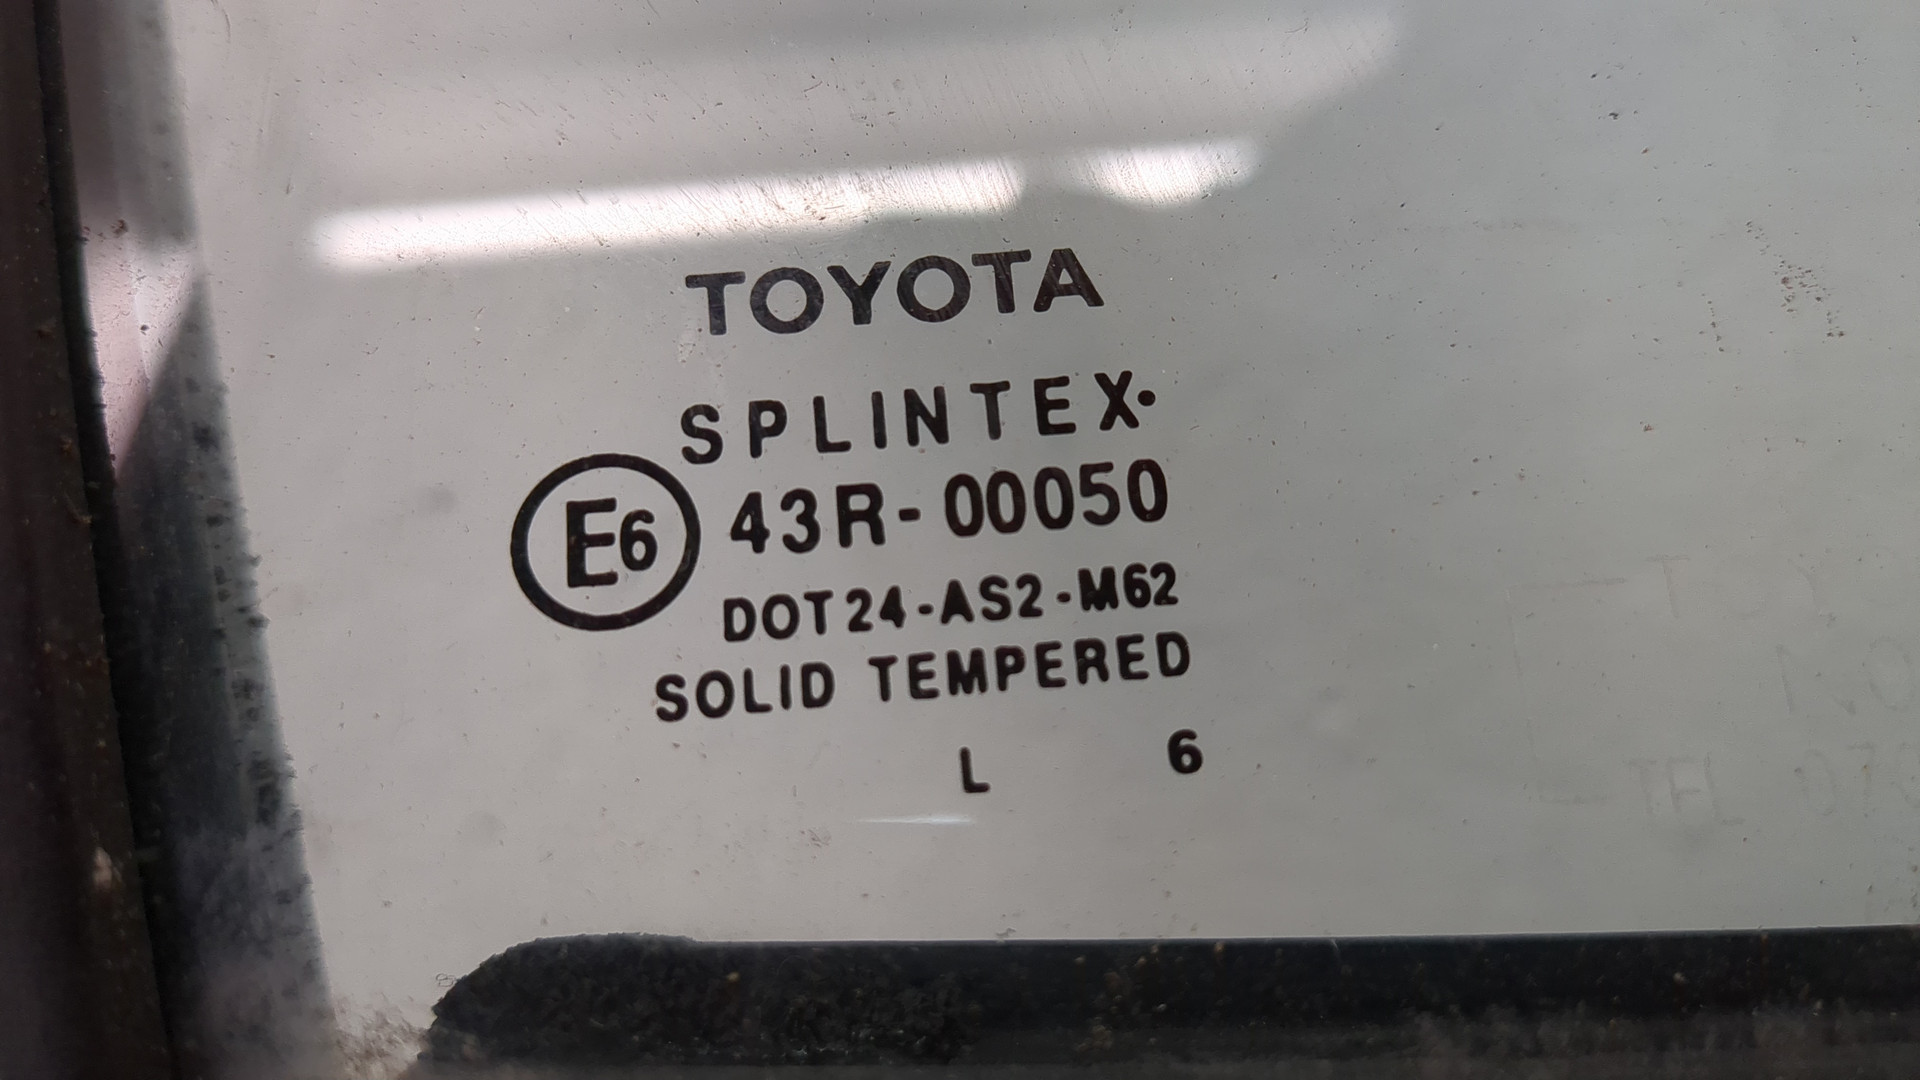 TOYOTA
SPLINTEX·
E6 43R-00050
DOT24-AS2-M62
SOLID TEMPERED
L 6